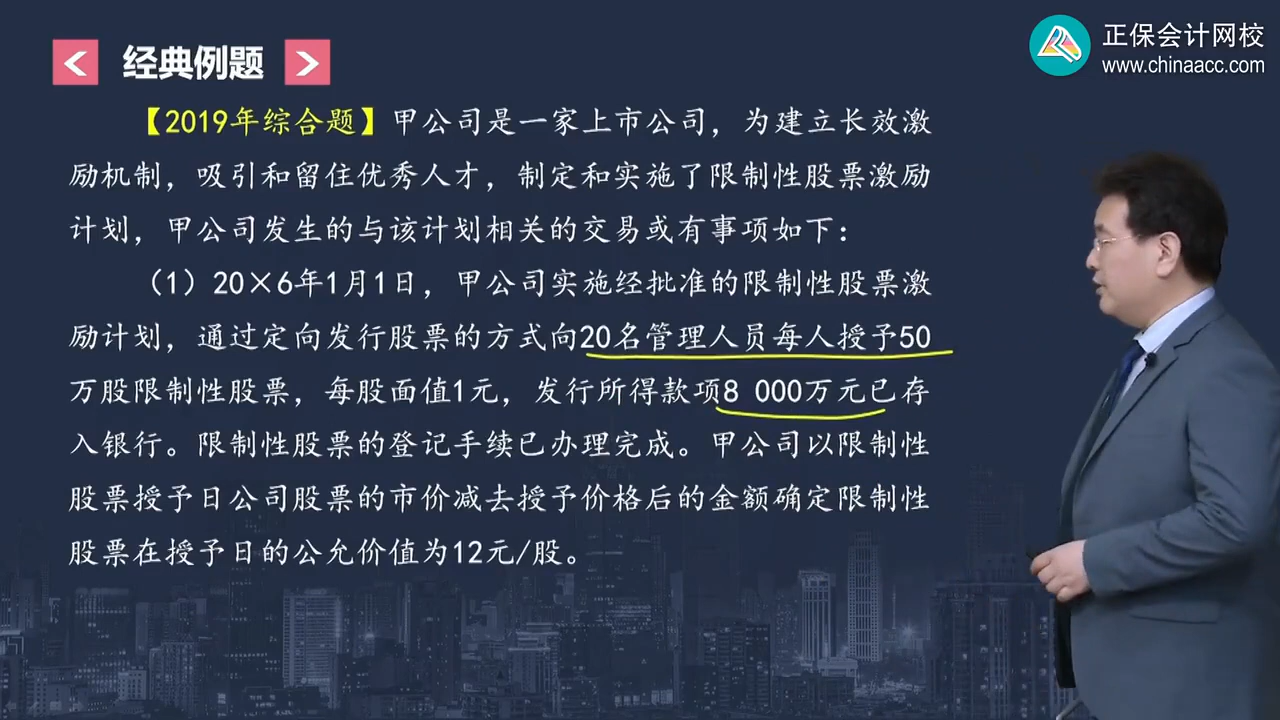 正保会计网校
www.chinaacc.com
经典例题
【2019年综合题】甲公司是一家上市公司，为建立长效激
励机制，吸引和留住优秀人才，制定和实施了限制性股票激励
计划，甲公司发生的与该计划相关的交易或有事项如下：
（1）20×6年1月1日，甲公司实施经批准的限制性股票激
励计划，通过定向发行股票的方式向20名管理人员每人授予50
万股限制性股票，每股面值1元，发行所得款项8 000万元已存
入银行。限制性股票的登记手续已办理完成。甲公司以限制性
股票授予日公司股票的市价减去授予价格后的金额确定限制性
股票在授予日的公允价值为12元/股。